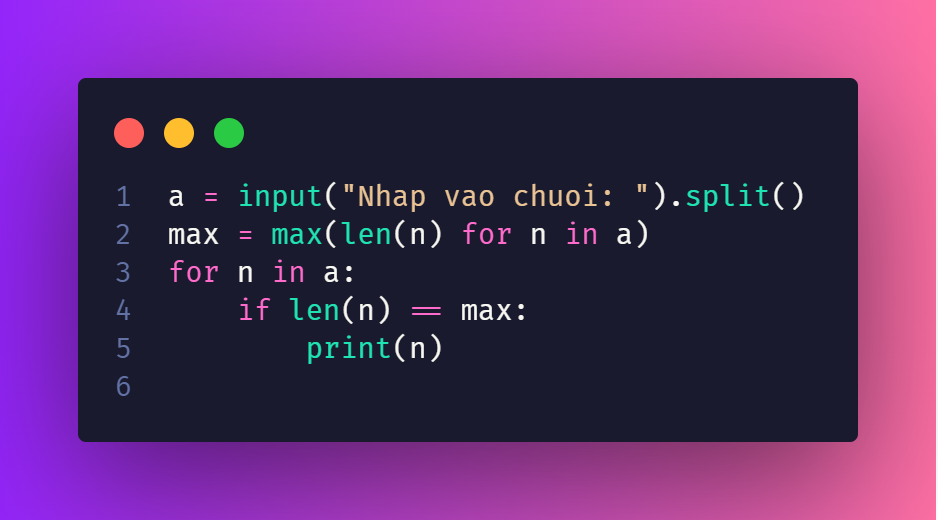 1 a = input("Nhap vao chuoi: ").split()
2 max = max(len(n) for n in a)
3 for n in a:
4     if len(n) == max:
5         print(n)
6